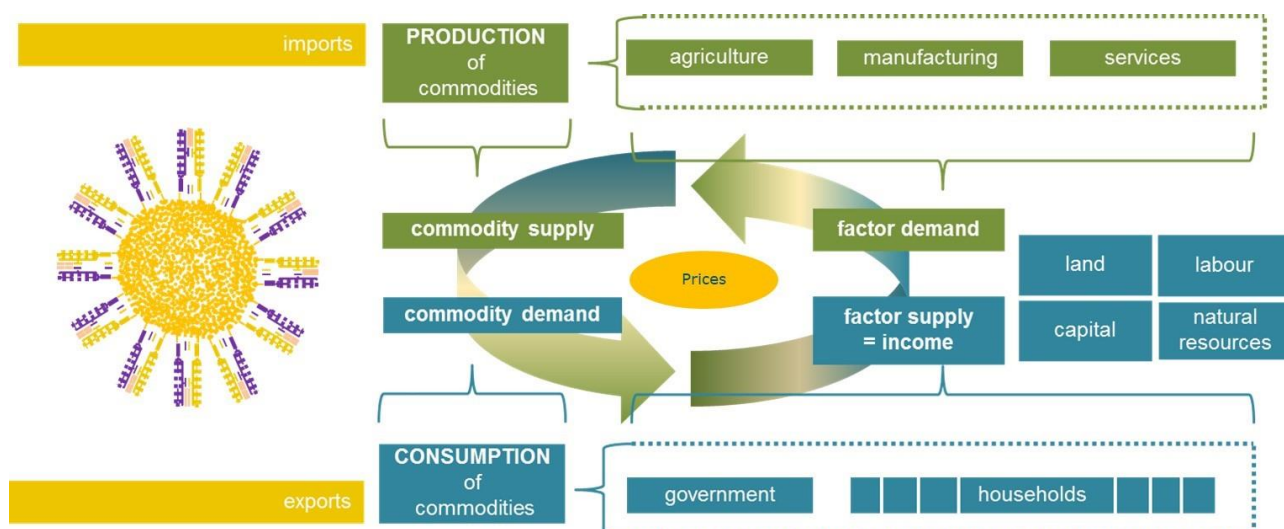 imports
PRODUCTION
of
commodities
agriculture
manufacturing
services
commodity supply
factor demand
Prices
land
labour
commodity demand
factor supply
= income
capital
natural
resources
CONSUMPTION
of
commodities
government
households
exports